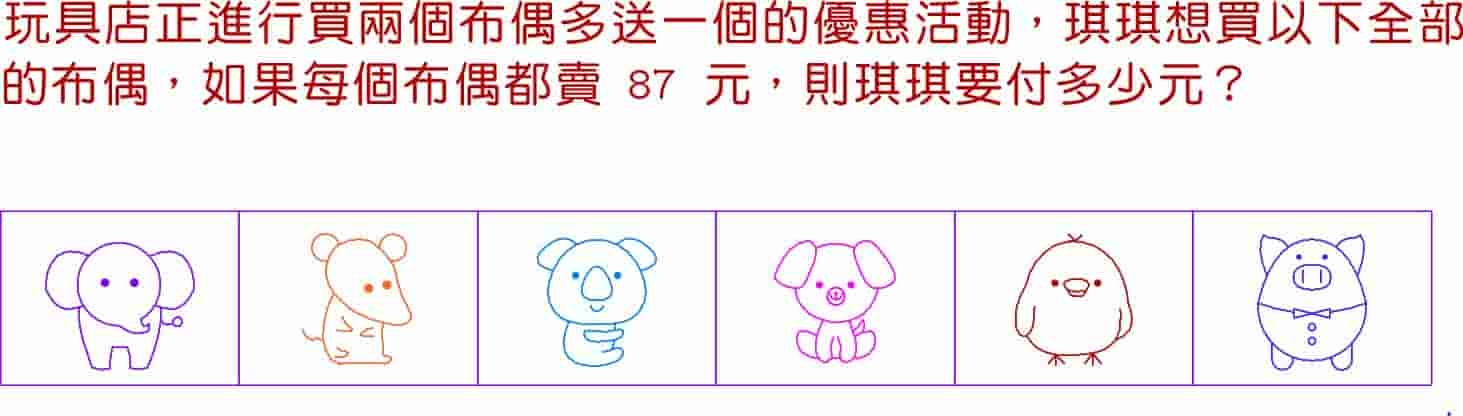 玩具店正進行買兩個布偶多送一個的優惠活動，琪琪想買以下全部
的布偶，如果每個布偶都賣 87 元，則琪琪要付多少元？